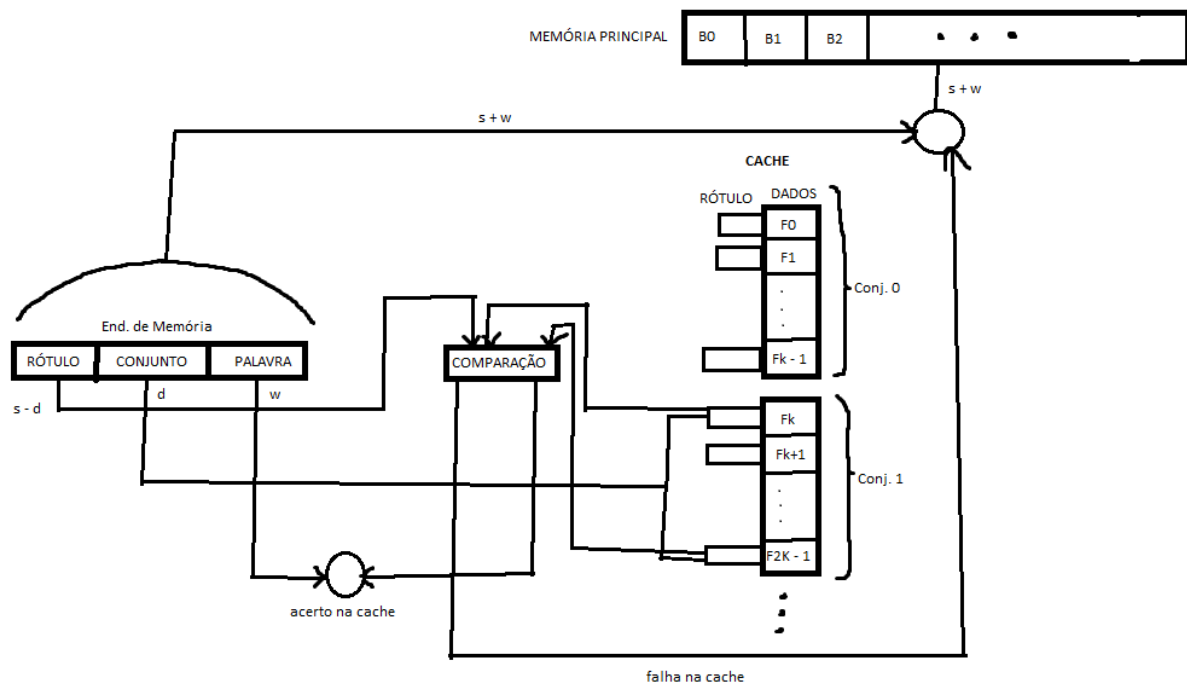 MEMÓRIA PRINCIPAL B0 B1 B2
s + w
s + w
CACHE
RÓTULO DADOS
F0
F1
.
.
.
Fk - 1
Conj. 0
End. de Memória
RÓTULO CONJUNTO PALAVRA
s - d d w
COMPARAÇÃO
Fk
Fk+1
.
.
.
F2K - 1
Conj. 1
acerto na cache
falha na cache